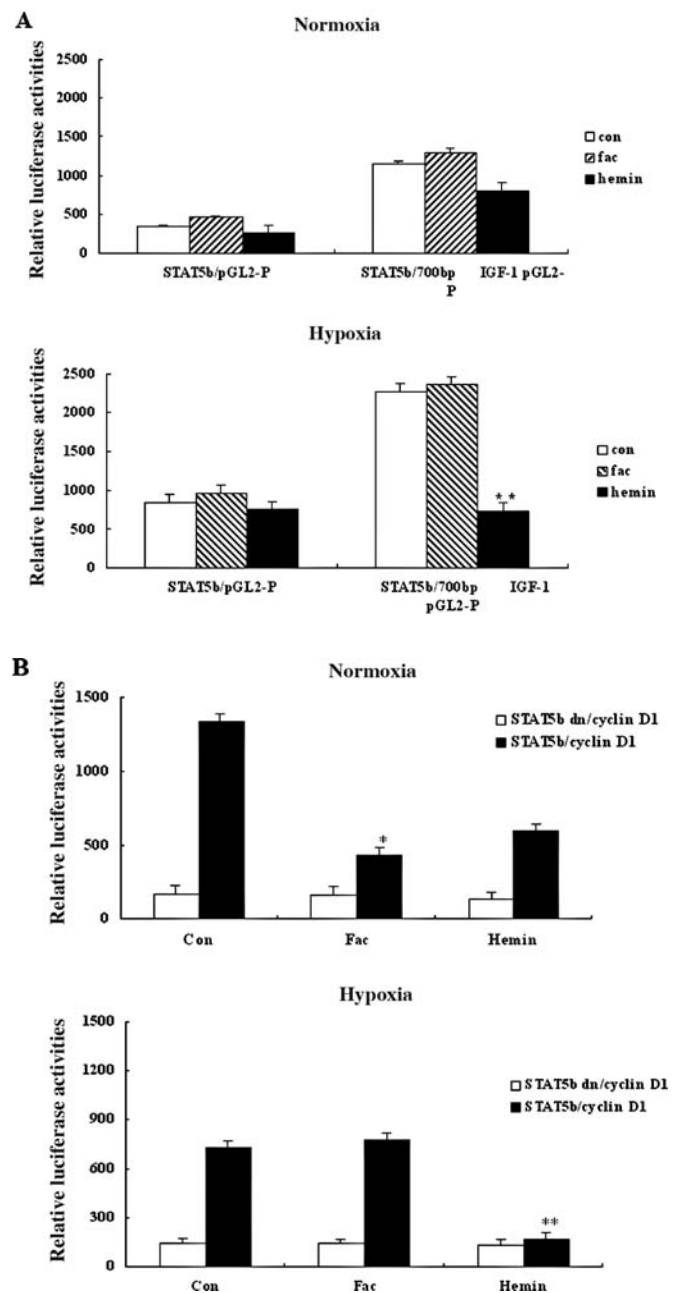 A
Normoxia
Relative luciferase activities
2500
2000
1500
1000
500
0
con
fac
hemin
STAT5b/pGL2-P
STAT5b/700bp IGF-1 pGL2-
P
Hypoxia
Relative luciferase activities
2500
2000
1500
1000
500
0
* *
con
fac
hemin
STAT5b/pGL2-P
STAT5b/700bp IGF-1
pGL2-P
B
Normoxia
Relative luciferase activities
1500
1000
500
0
*
STAT5b dn/cyclin D1
STAT5b/cyclin D1
Con Fac Hemin
Hypoxia
Relative luciferase activities
1500
900
600
300
0
**
STAT5b dn/cyclin D1
STAT5b/cyclin D1
Con Fac Hemin